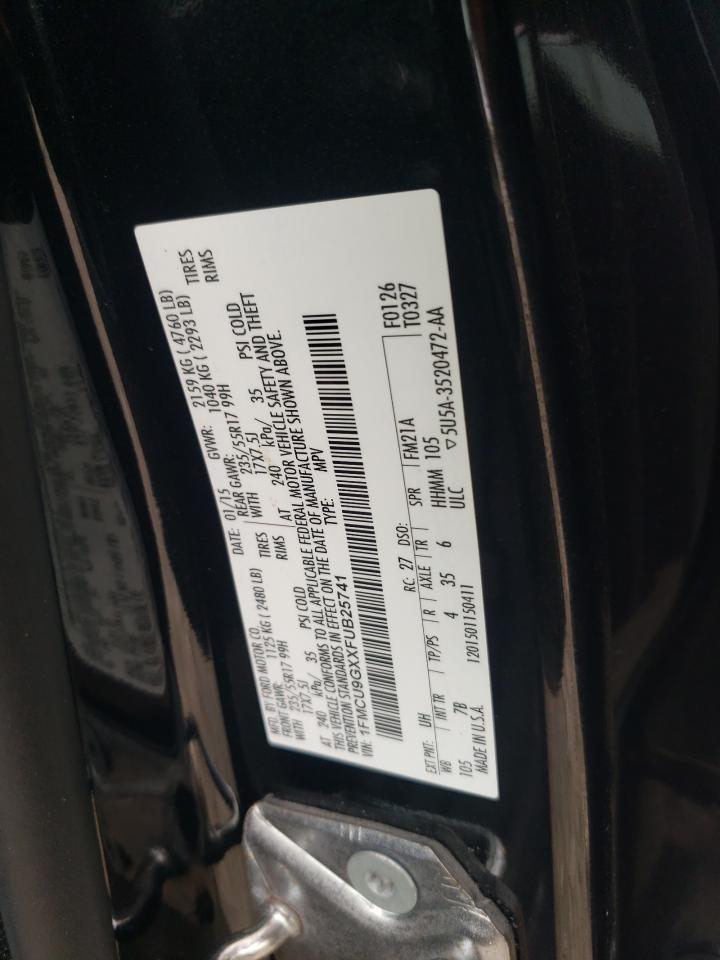 MFD. BY FORD MOTOR CO. DATE: 01/15 GVWR: 2159 KG ( 4760 LB)
FRONT GAWR: 1125 KG ( 2480 LB) REAR GAWR: 1040 KG ( 2293 LB)
WITH 235/55R17 99H TIRES WITH 235/55R17 99H TIRES
17X7.5J RIMS 17X7.5J RIMS
AT 240 kPa/ 35 PSI COLD AT 240 kPa/ 35 PSI COLD
THIS VEHICLE CONFORMS TO ALL APPLICABLE FEDERAL MOTOR VEHICLE SAFETY AND THEFT
PREVENTION STANDARDS IN EFFECT ON THE DATE OF MANUFACTURE SHOWN ABOVE.
VIN: 1FMCU9GXXFUB25741 TYPE: MPV
F0126
T0327
EXT PNT: UH RC: 27 DSO:
WB INT TR TP/PS R AXLE TR SPR FM21A
105 7B 4 35 6 HHMM 105
ULC ▽5U5A-3520472-AA
MADE IN U.S.A. 1201501150411